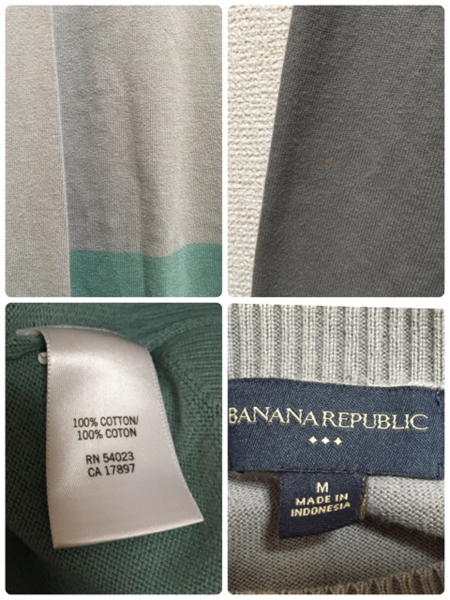 100% COTTON/
100% COTON
RN 54023
CA 17897
BANANA REPUBLIC
M
MADE IN
INDONESIA